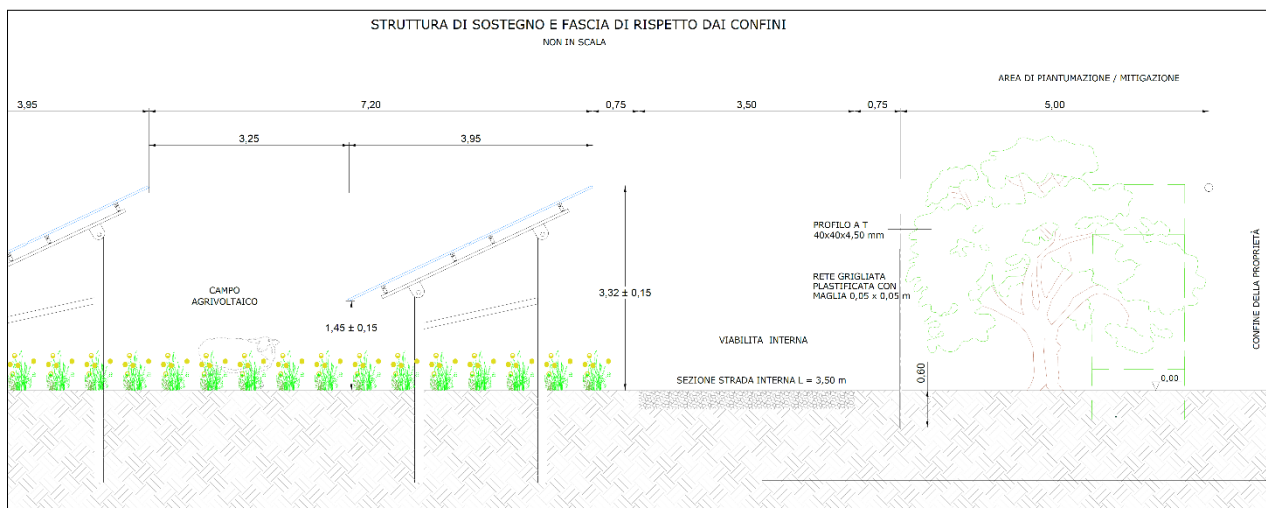 STRUTTURA DI SOSTEGNO E FASCIA DI RISPETTO DAI CONFINI
NON IN SCALA
AREA DI PIANTUMAZIONE / MITIGAZIONE
3,95
7,20
0,75
3,50
0,75
5,00
3,25
3,95
PROFILO A T
40x40x4,50 mm
RETE GRIGLIATA
PLASTIFICATA CON
MAGLIA 0,05 x 0,05 m
CONFINE DELLA PROPRIETÀ
CAMPO
AGRIVOLTAICO
3,32 ± 0,15
1,45 ± 0,15
VIABILITA INTERNA
SEZIONE STRADA INTERNA L = 3,50 m
0,60
0,00